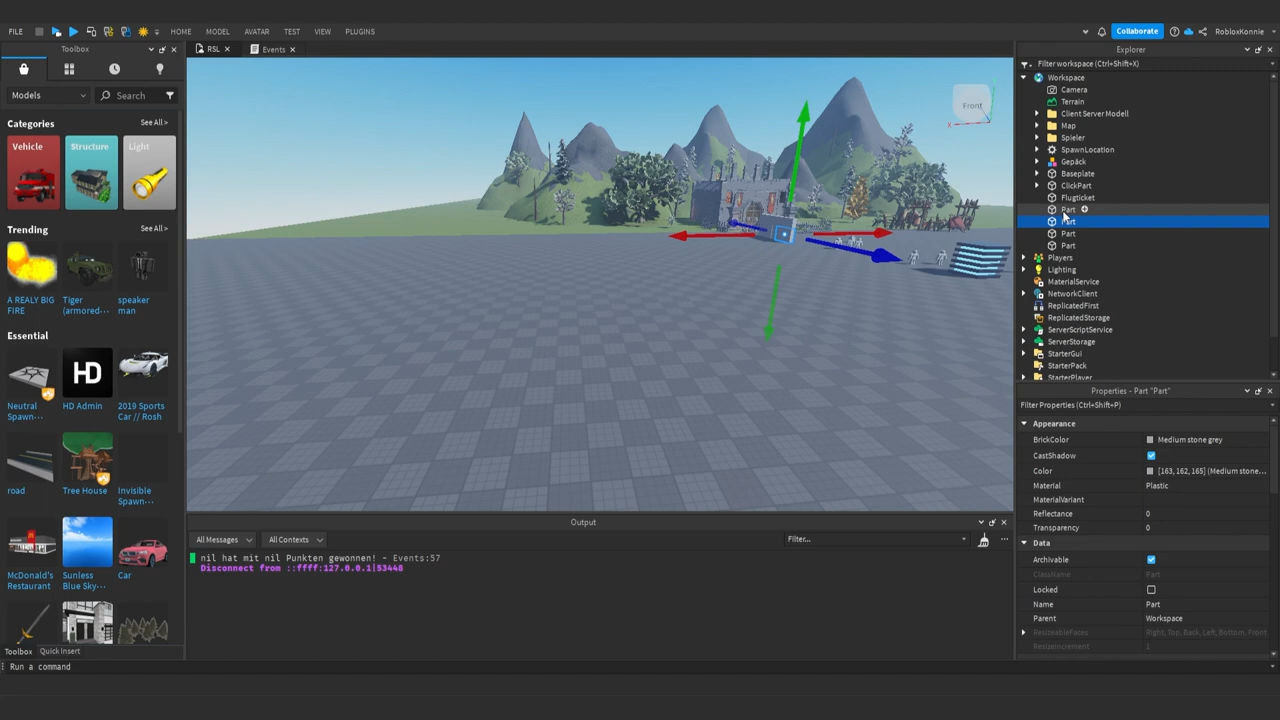 FILE HOME MODEL AVATAR TEST VIEW PLUGINS Collaborate RobloxKonnie
Toolbox
RSL Events
Models Search
Categories See All >
Vehicle Structure Light
Trending See All >
A REALY BIG FIRE
Tiger (armored···
speaker man
Essential
Neutral Spawn···
HD Admin
2019 Sports Car // Rosh
road
Tree House
Invisible Spawn···
McDonald's Restaurant
Sunless Blue Sky···
Car
Toolbox Quick Insert
Run a command
Front
X
Output
All Messages All Contexts Filter...
nil hat mit nil Punkten gewonnen! - Events:57
Disconnect from ::ffff:127.0.0.1|53448
Explorer
Filter workspace (Ctrl+Shift+X)
Workspace
Camera
Terrain
Client Server Modell
Map
Spieler
SpawnLocation
Gepäck
Baseplate
ClickPart
Flugticket
Part
Part
Part
Part
Players
Lighting
MaterialService
NetworkClient
ReplicatedFirst
ReplicatedStorage
ServerScriptService
ServerStorage
StarterGui
StarterPack
StarterPlayer
Properties - Part "Part"
Filter Properties (Ctrl+Shift+P)
Appearance
BrickColor Medium stone grey
CastShadow
Color [163, 162, 165] (Medium stone...
Material Plastic
MaterialVariant
Reflectance 0
Transparency 0
Data
Archivable
ClassName Part
Locked
Name Part
Parent Workspace
ResizeableFaces Right, Top, Back, Left, Bottom, Front
ResizeIncrement 1